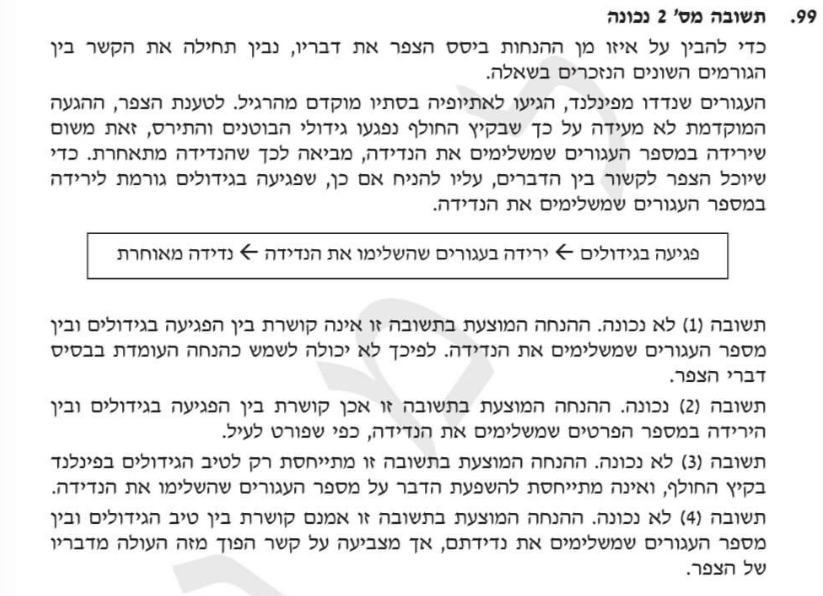 99. תשובה מס' 2 נכונה
כדי להבין על איזו מן ההנחות ביסס הצפר את דבריו, נבין תחילה את הקשר בין
הגורמים השונים הנזכרים בשאלה.
העגורים שנדדו מפינלנד, הגיעו לאתיופיה בסתיו מוקדם מהרגיל. לטענת הצפר, ההגעה
המוקדמת לא מעידה על כך שבקיץ החולף נפגעו גידולי הבוטנים והתירס, זאת משום
שירידה במספר העגורים שמשלימים את הנדידה, מביאה לכך שהנדידה מתאחרת. כדי
שיוכל הצפר לקשור בין הדברים, עליו להניח אם כן, שפגיעה בגידולים גורמת לירידה
במספר העגורים שמשלימים את הנדידה.
פגיעה בגידולים ← ירידה בעגורים שהשלימו את הנדידה ← נדידה מאוחרת
תשובה (1) לא נכונה. ההנחה המוצעת בתשובה זו אינה קושרת בין הפגיעה בגידולים ובין
מספר העגורים שמשלימים את הנדידה. לפיכך לא יכולה לשמש כהנחה העומדת בבסיס
דברי הצפר.
תשובה (2) נכונה. ההנחה המוצעת בתשובה זו אכן קושרת בין הפגיעה בגידולים ובין
הירידה במספר הפרטים שמשלימים את הנדידה, כפי שפורט לעיל.
תשובה (3) לא נכונה. ההנחה המוצעת בתשובה זו מתייחסת רק לטיב הגידולים בפינלנד
בקיץ החולף, ואינה מתייחסת להשפעת הדבר על מספר העגורים שהשלימו את הנדידה.
תשובה (4) לא נכונה. ההנחה המוצעת בתשובה זו אמנם קושרת בין טיב הגידולים ובין
מספר העגורים שמשלימים את נדידתם, אך מצביעה על קשר הפוך מזה העולה מדבריו
של הצפר.